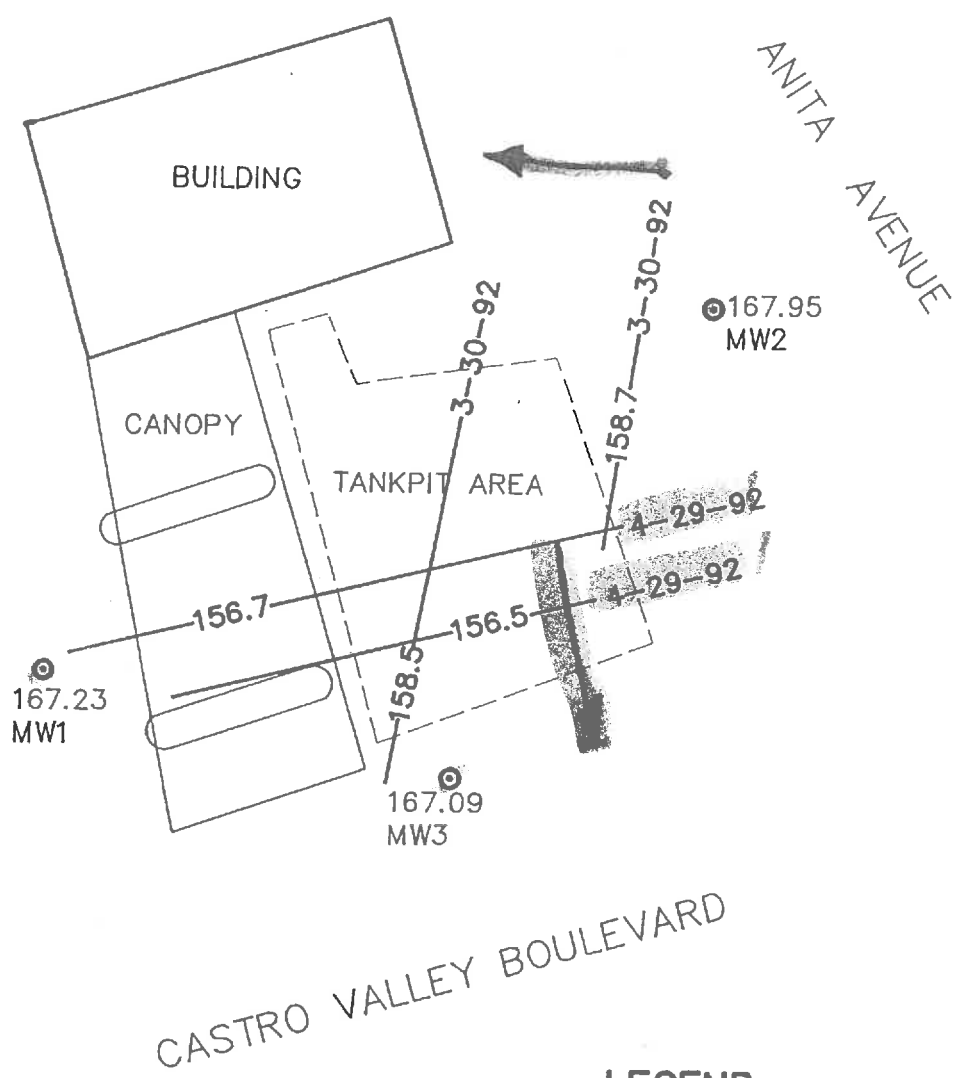 ANITA
AVENUE
BUILDING
3-30-92
3-30-92
167.95
MW2
CANOPY
158.7
TANKPIT AREA
4-29-92
4-29-92
156.7
156.5
158.5
167.23
MW1
167.09
MW3
CASTRO VALLEY BOULEVARD
LEGEND